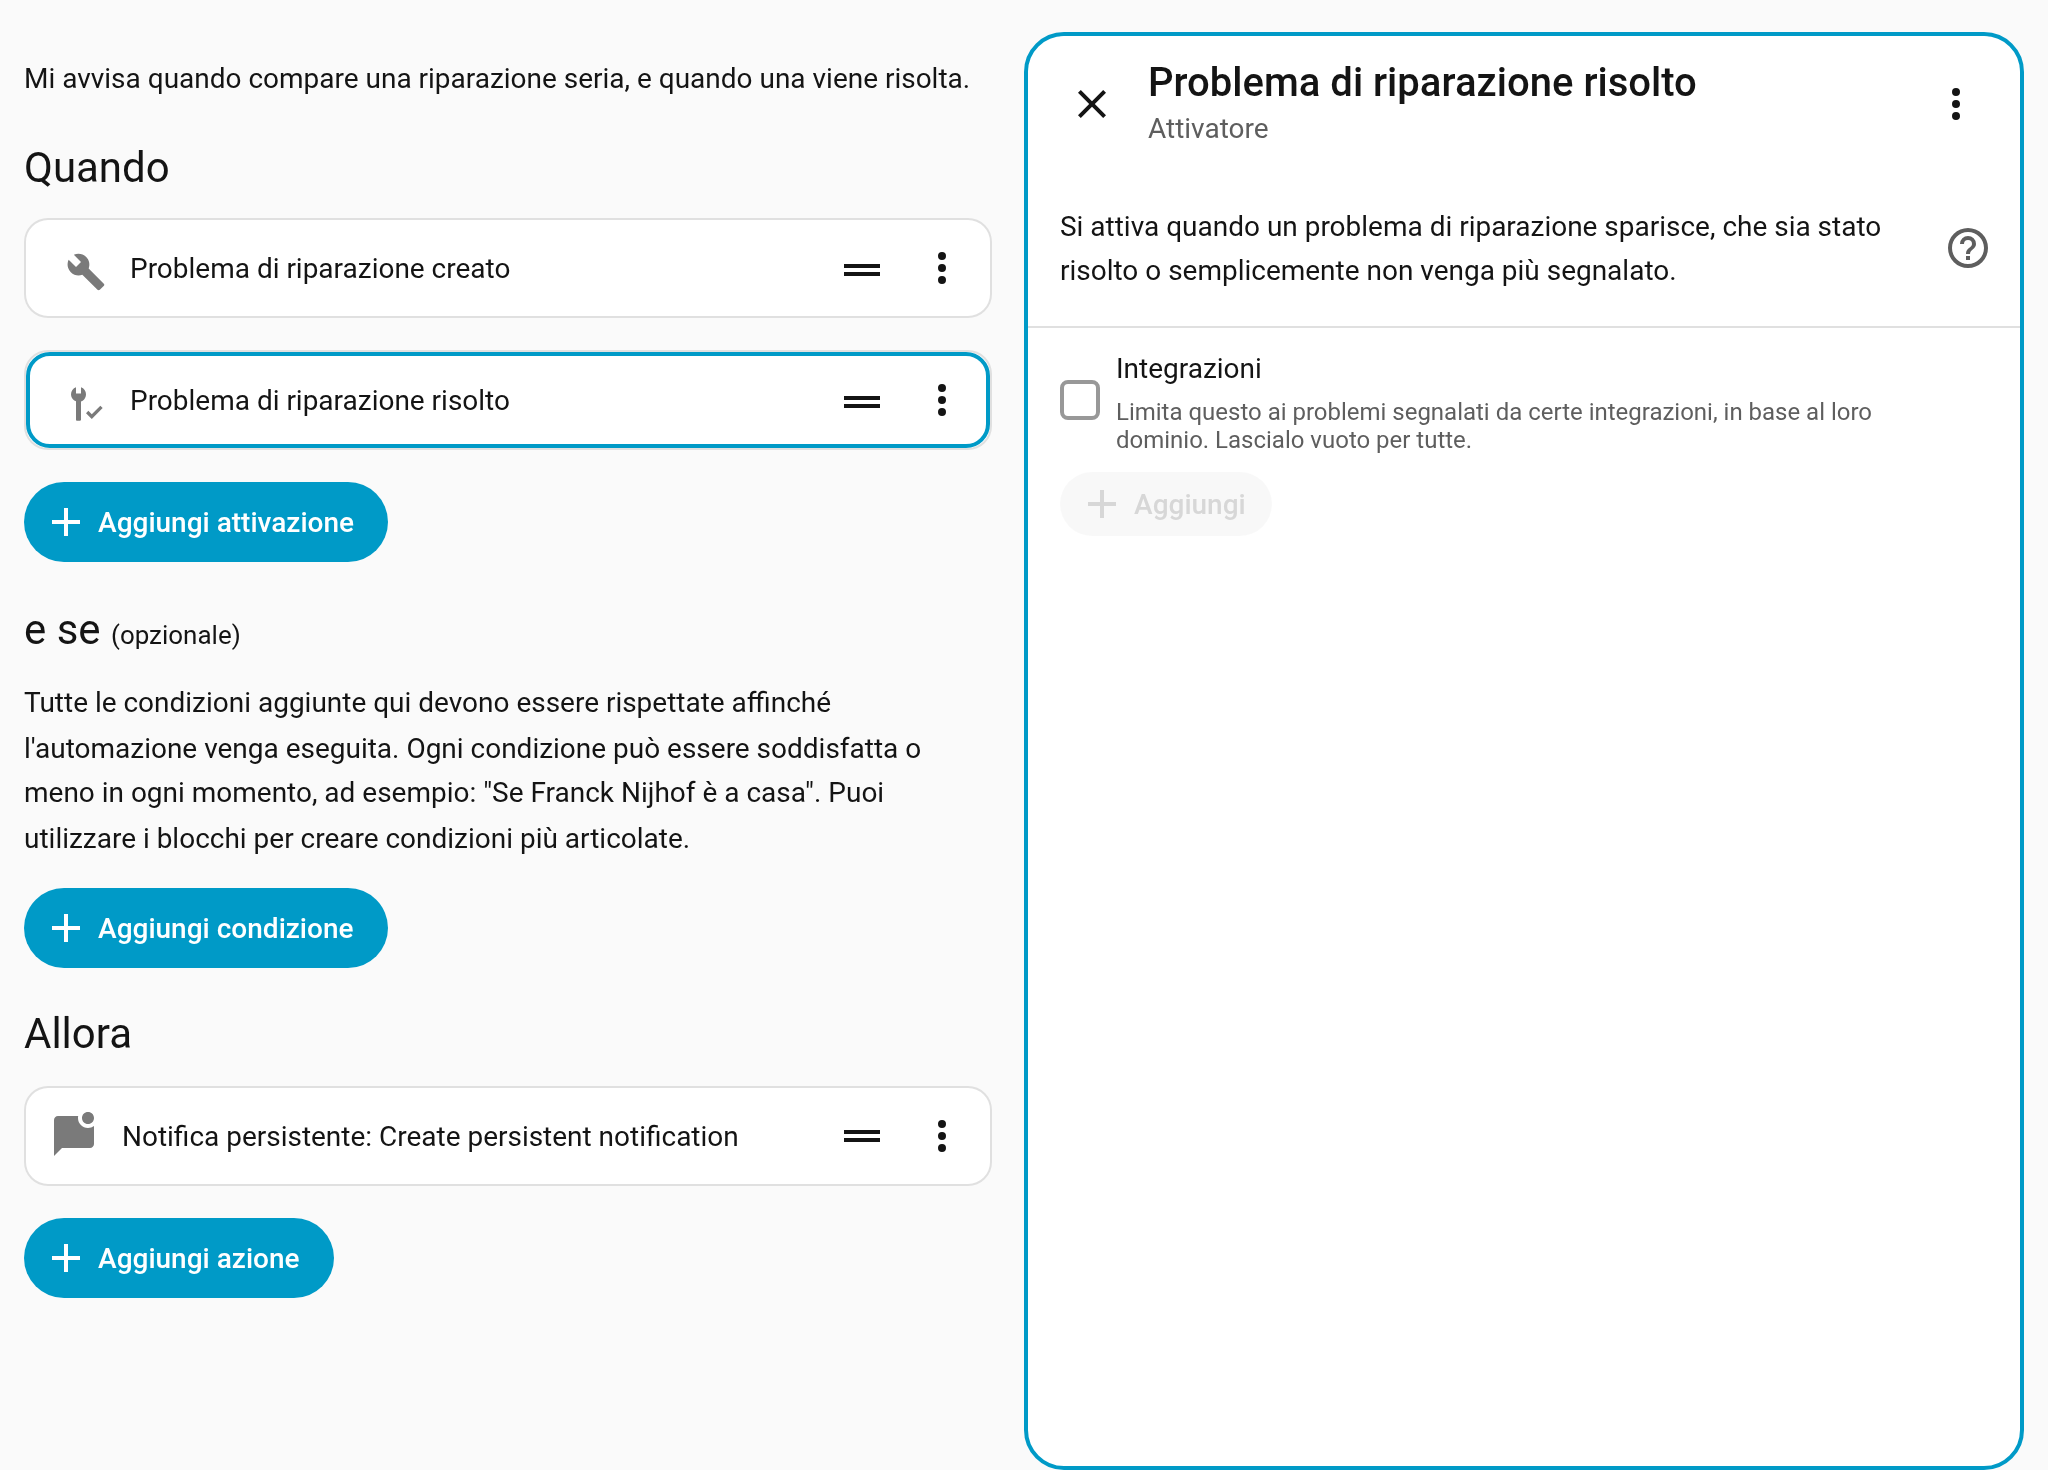 Mi avvisa quando compare una riparazione seria, e quando una viene risolta.
Quando
Problema di riparazione creato
Problema di riparazione risolto
Aggiungi attivazione
e se (opzionale)
Tutte le condizioni aggiunte qui devono essere rispettate affinché
l'automazione venga eseguita. Ogni condizione può essere soddisfatta o
meno in ogni momento, ad esempio: "Se Franck Nijhof è a casa". Puoi
utilizzare i blocchi per creare condizioni più articolate.
Aggiungi condizione
Allora
Notifica persistente: Create persistent notification
Aggiungi azione
Problema di riparazione risolto
Attivatore
Si attiva quando un problema di riparazione sparisce, che sia stato
risolto o semplicemente non venga più segnalato.
Integrazioni
Limita questo ai problemi segnalati da certe integrazioni, in base al loro
dominio. Lascialo vuoto per tutte.
Aggiungi